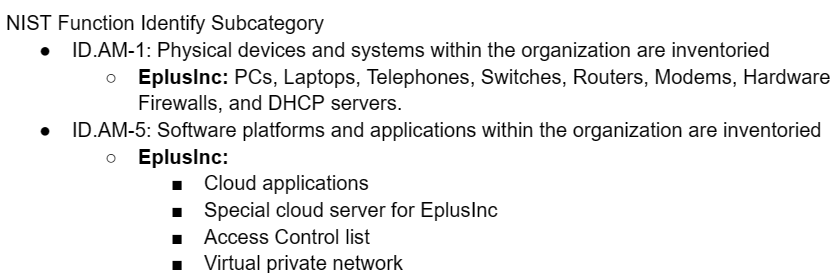 NIST Function Identify Subcategory
● ID.AM-1: Physical devices and systems within the organization are inventoried
○ EplusInc: PCs, Laptops, Telephones, Switches, Routers, Modems, Hardware
Firewalls, and DHCP servers.
● ID.AM-5: Software platforms and applications within the organization are inventoried
○ EplusInc:
■ Cloud applications
■ Special cloud server for EplusInc
■ Access Control list
■ Virtual private network